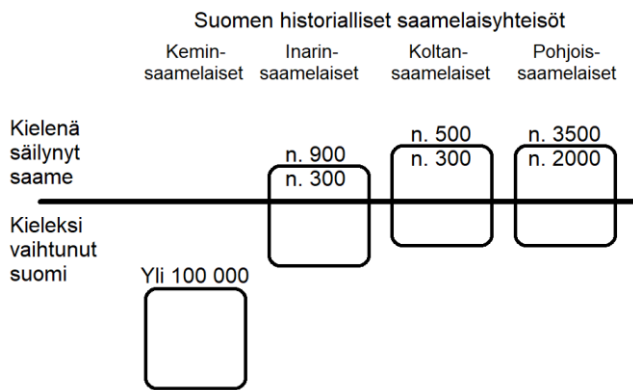 Suomen historialliset saamelaisyhteisöt
Kemin-
saamelaiset
Inarin-
saamelaiset
Koltan-
saamelaiset
Pohjois-
saamelaiset
Kielenä
säilynyt
saame
n. 900
n. 300
n. 500
n. 300
n. 3500
n. 2000
Kieleksi
vaihtunut
suomi
Yli 100 000